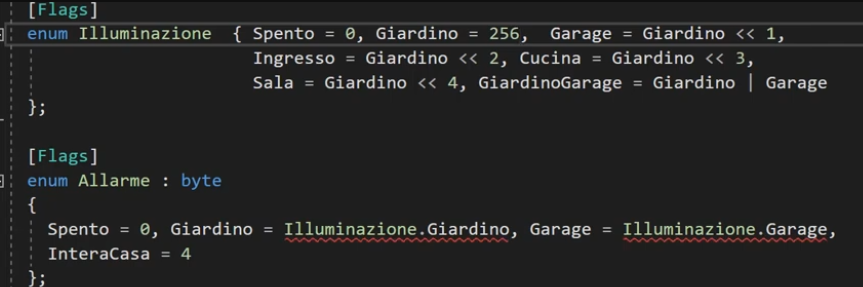 [Flags]
enum Illuminazione { Spento = 0, Giardino = 256, Garage = Giardino << 1,
Ingresso = Giardino << 2, Cucina = Giardino << 3,
Sala = Giardino << 4, GiardinoGarage = Giardino | Garage
};
[Flags]
enum Allarme : byte
{
Spento = 0, Giardino = Illuminazione.Giardino, Garage = Illuminazione.Garage,
InteraCasa = 4
};